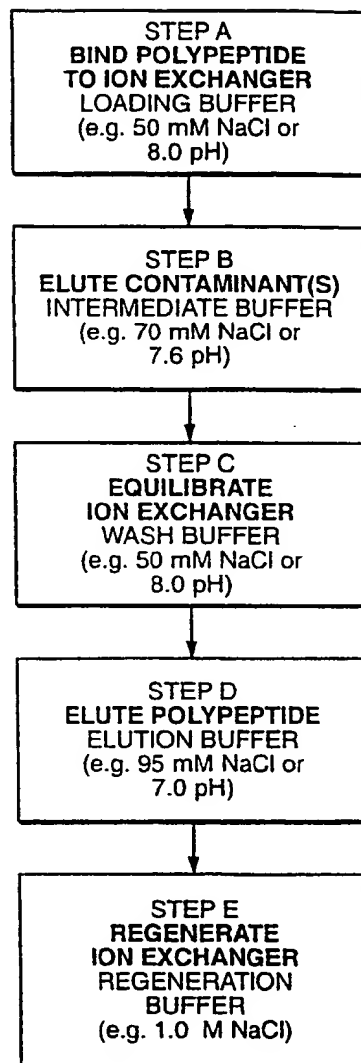 STEP A
BIND POLYPEPTIDE
TO ION EXCHANGER
LOADING BUFFER
(e.g. 50 mM NaCl or
8.0 pH)
STEP B
ELUTE CONTAMINANT(S)
INTERMEDIATE BUFFER
(e.g. 70 mM NaCl or
7.6 pH)
STEP C
EQUILIBRATE
ION EXCHANGER
WASH BUFFER
(e.g. 50 mM NaCl or
8.0 pH)
STEP D
ELUTE POLYPEPTIDE
ELUTION BUFFER
(e.g. 95 mM NaCl or
7.0 pH)
STEP E
REGENERATE
ION EXCHANGER
REGENERATION
BUFFER
(e.g. 1.0 M NaCl)